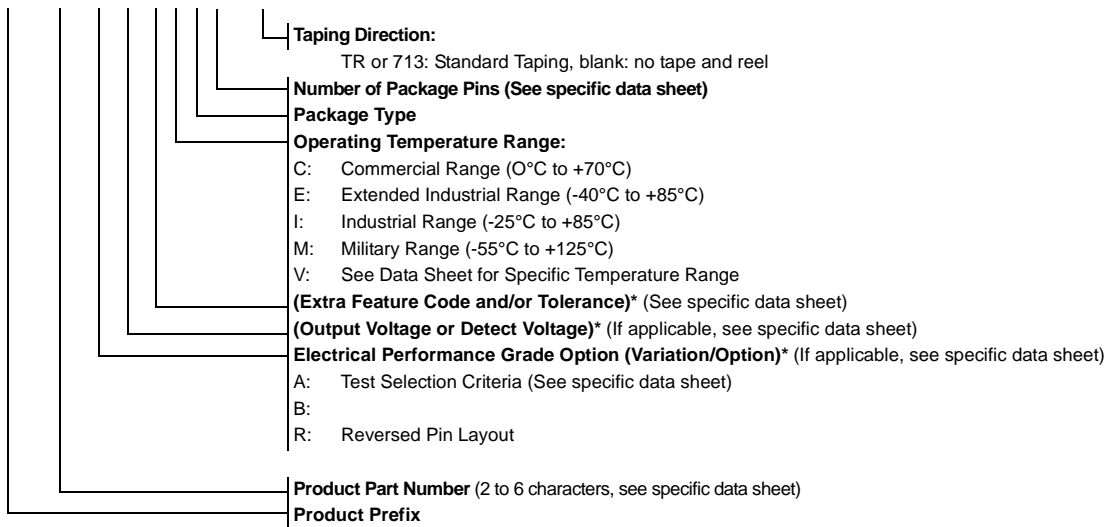 Taping Direction:
TR or 713: Standard Taping, blank: no tape and reel
Number of Package Pins (See specific data sheet)
Package Type
Operating Temperature Range:
C: Commercial Range (O°C to +70°C)
E: Extended Industrial Range (-40°C to +85°C)
I: Industrial Range (-25°C to +85°C)
M: Military Range (-55°C to +125°C)
V: See Data Sheet for Specific Temperature Range
(Extra Feature Code and/or Tolerance)* (See specific data sheet)
(Output Voltage or Detect Voltage)* (If applicable, see specific data sheet)
Electrical Performance Grade Option (Variation/Option)* (If applicable, see specific data sheet)
A: Test Selection Criteria (See specific data sheet)
B:
R: Reversed Pin Layout
Product Part Number (2 to 6 characters, see specific data sheet)
Product Prefix